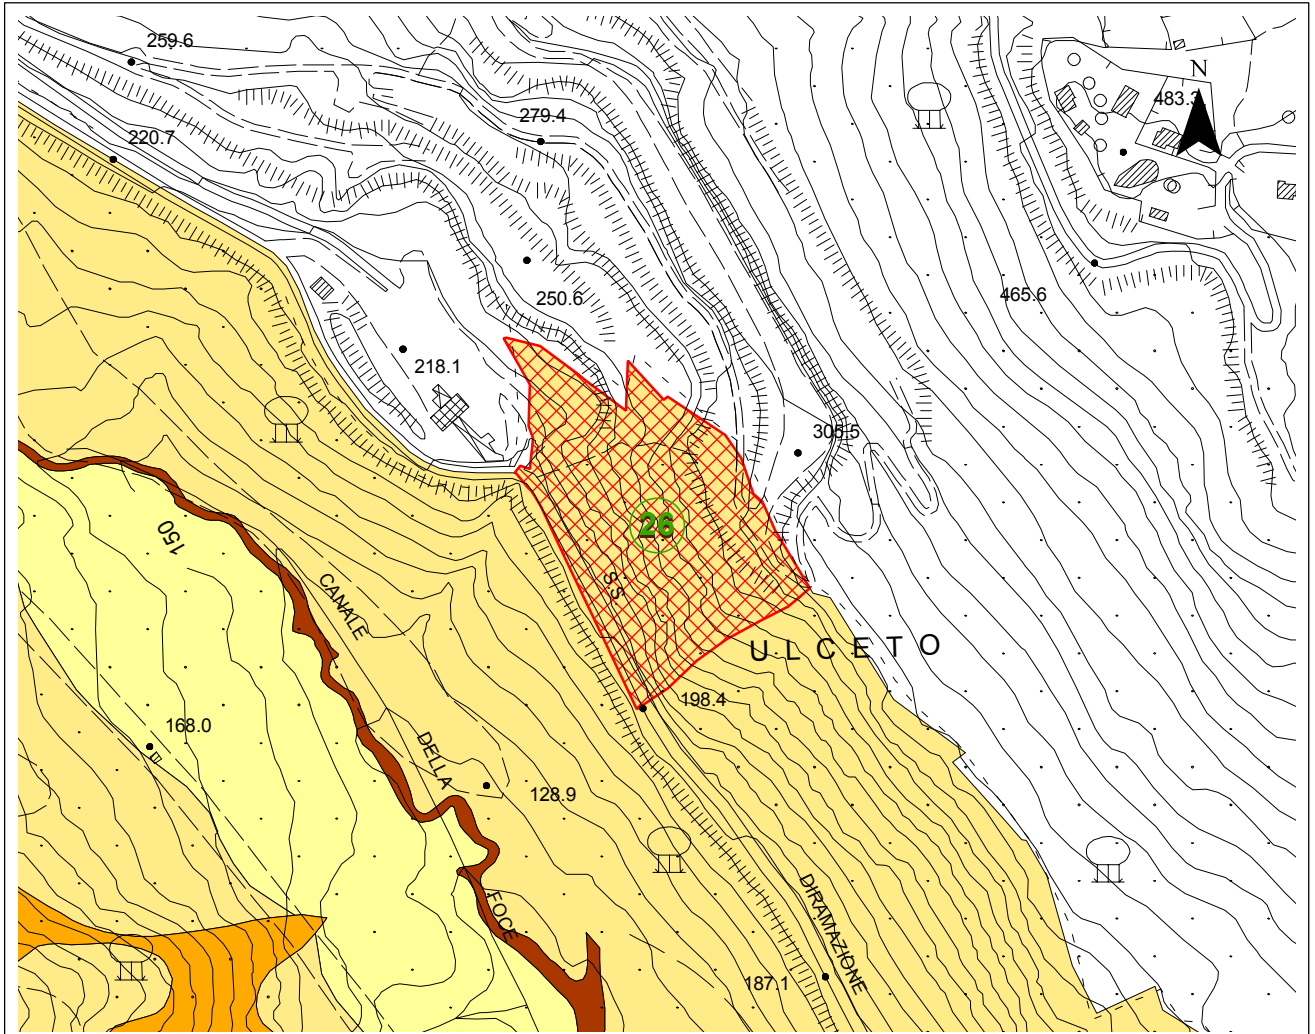 259.6
N
483.3
279.4
220.7
465.6
250.6
218.1
305.5
26
150
S.S
CANALE
ULCETO
198.4
168.0
DELLA
128.9
DIRAMAZIONE
FOCE
187.1